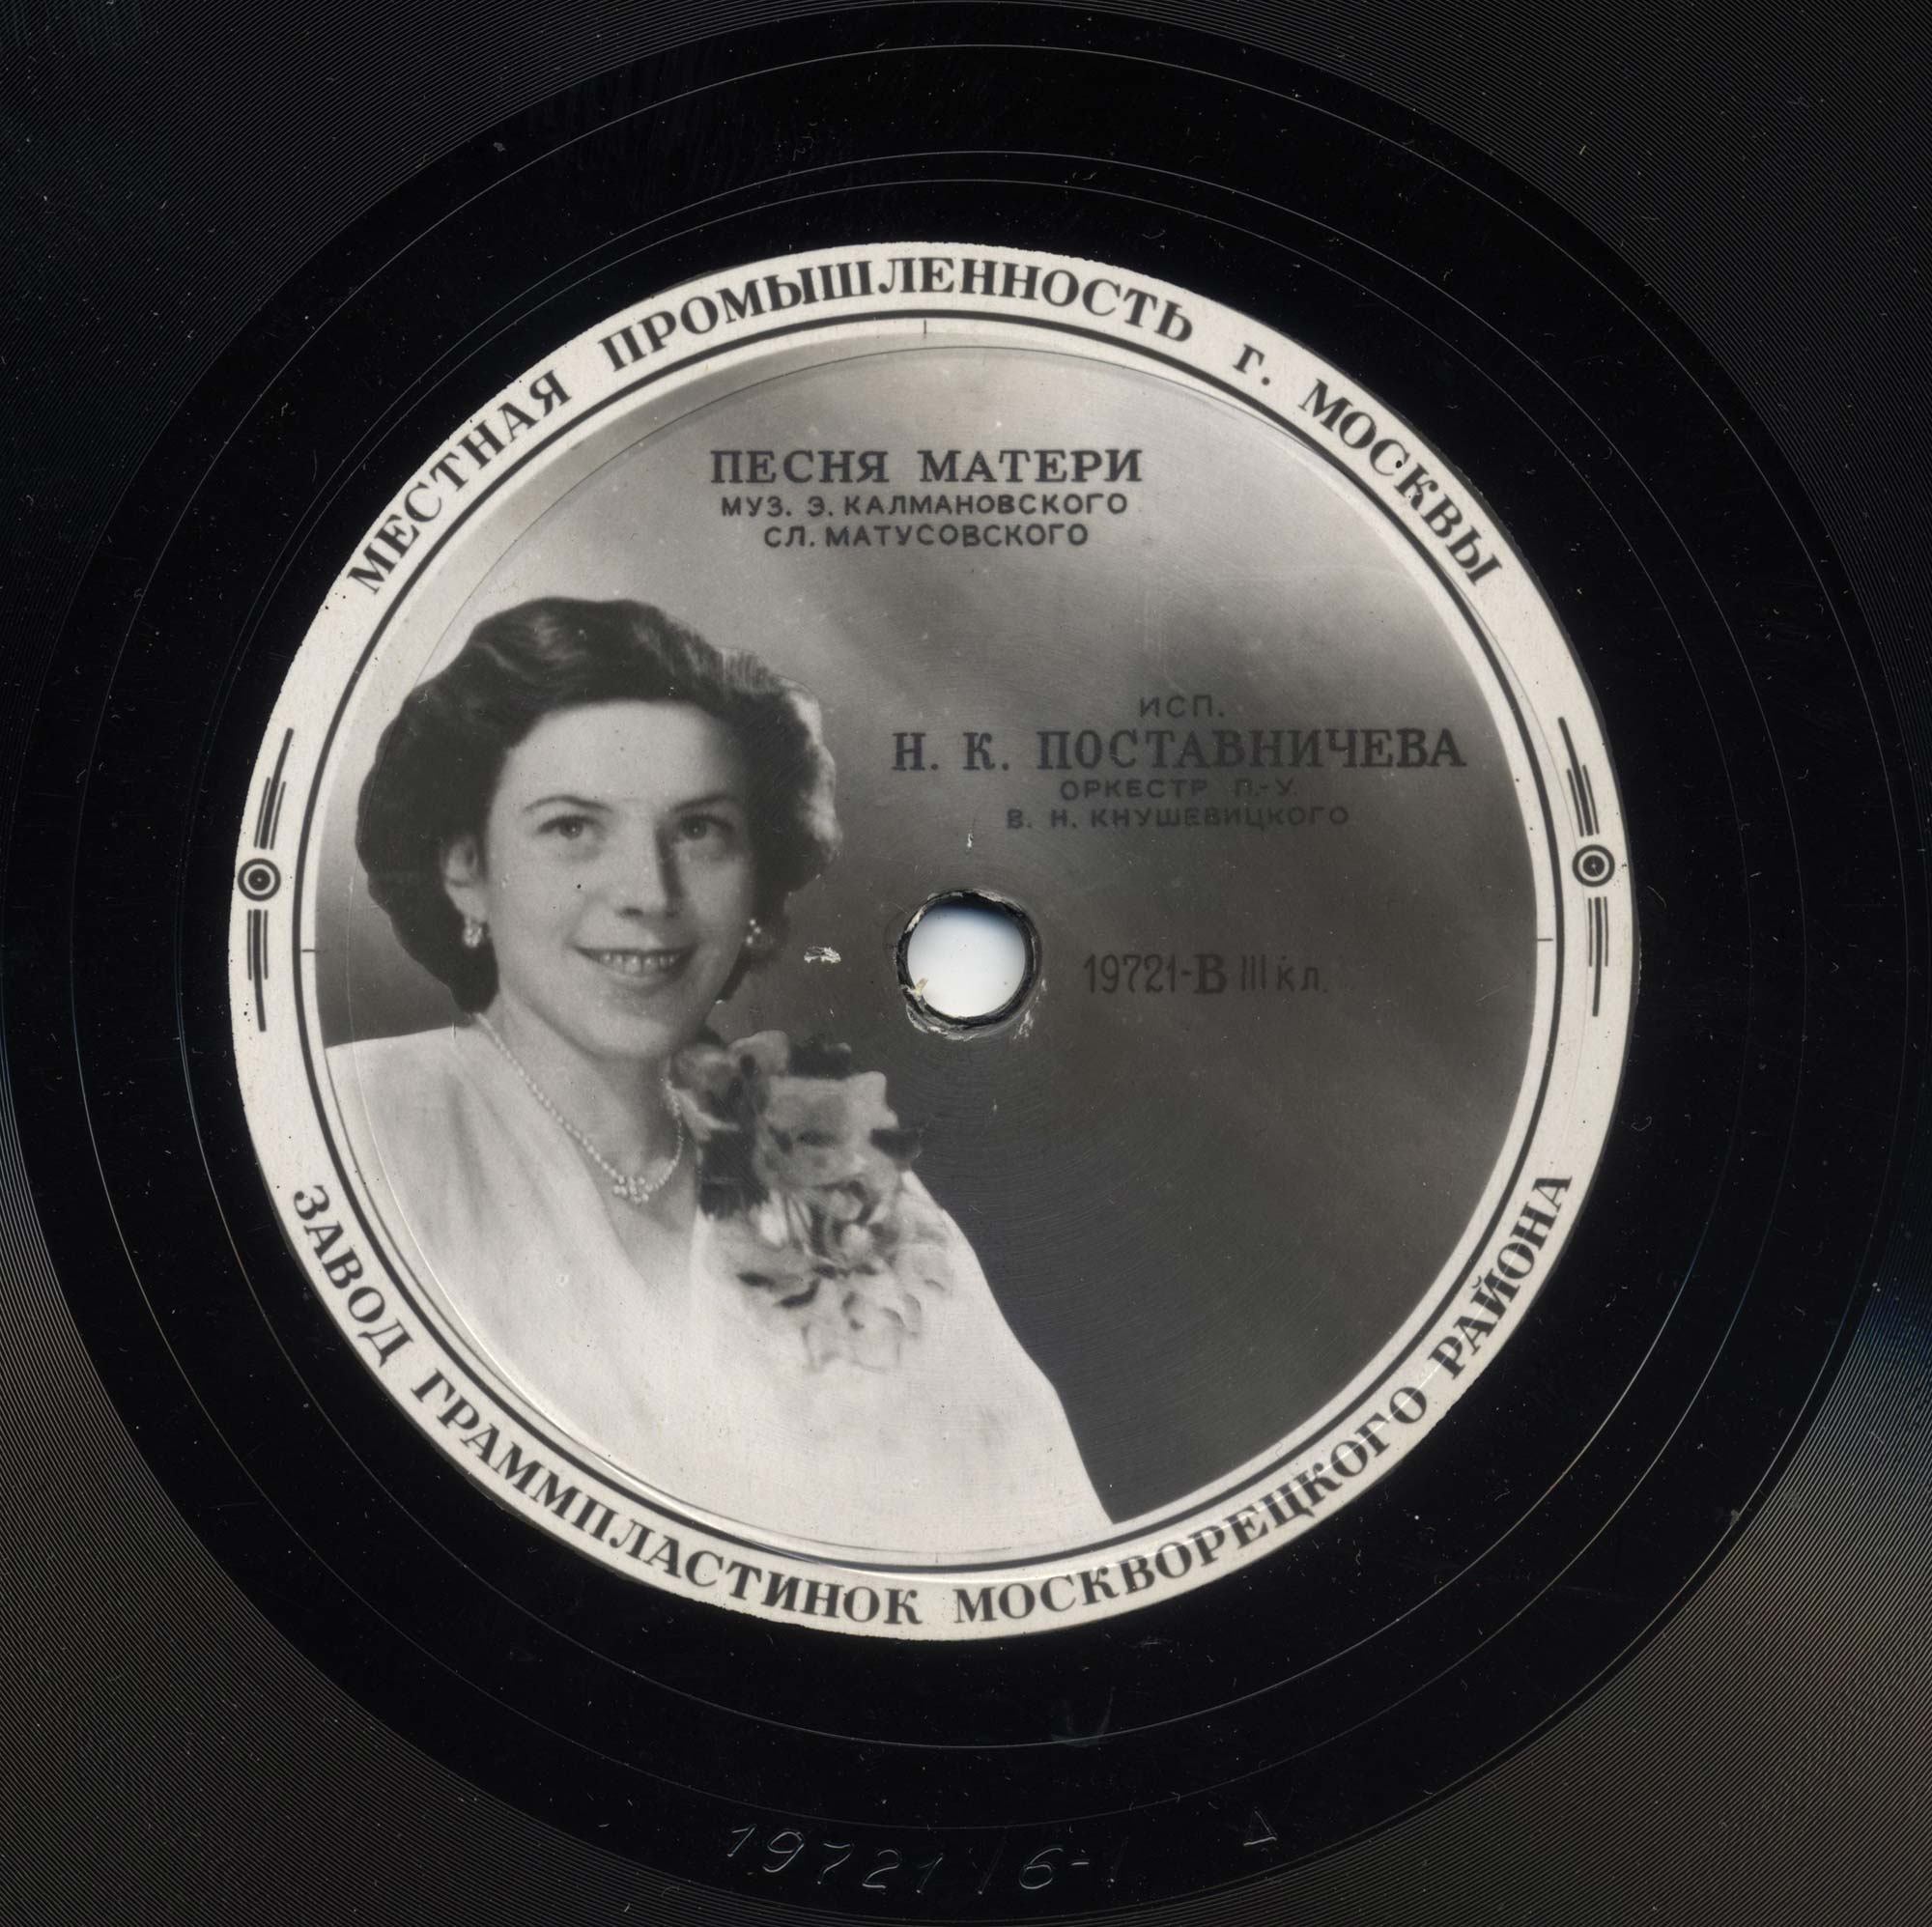 МЕСТНАЯ ПРОМЫШЛЕННОСТЬ г. МОСКВЫ
ПЕСНЯ МАТЕРИ
МУЗ. Э. КАЛМАНОВСКОГО
СЛ. МАТУСОВСКОГО
ИСП.
Н. К. ПОСТАВНИЧЕВА
ОРКЕСТР П.-У.
В. Н. КНУШЕВИЦКОГО
19721-В III кл.
ЗАВОД ГРАММПЛАСТИНОК МОСКВОРЕЦКОГО РАЙОНА
19721 / 6-1